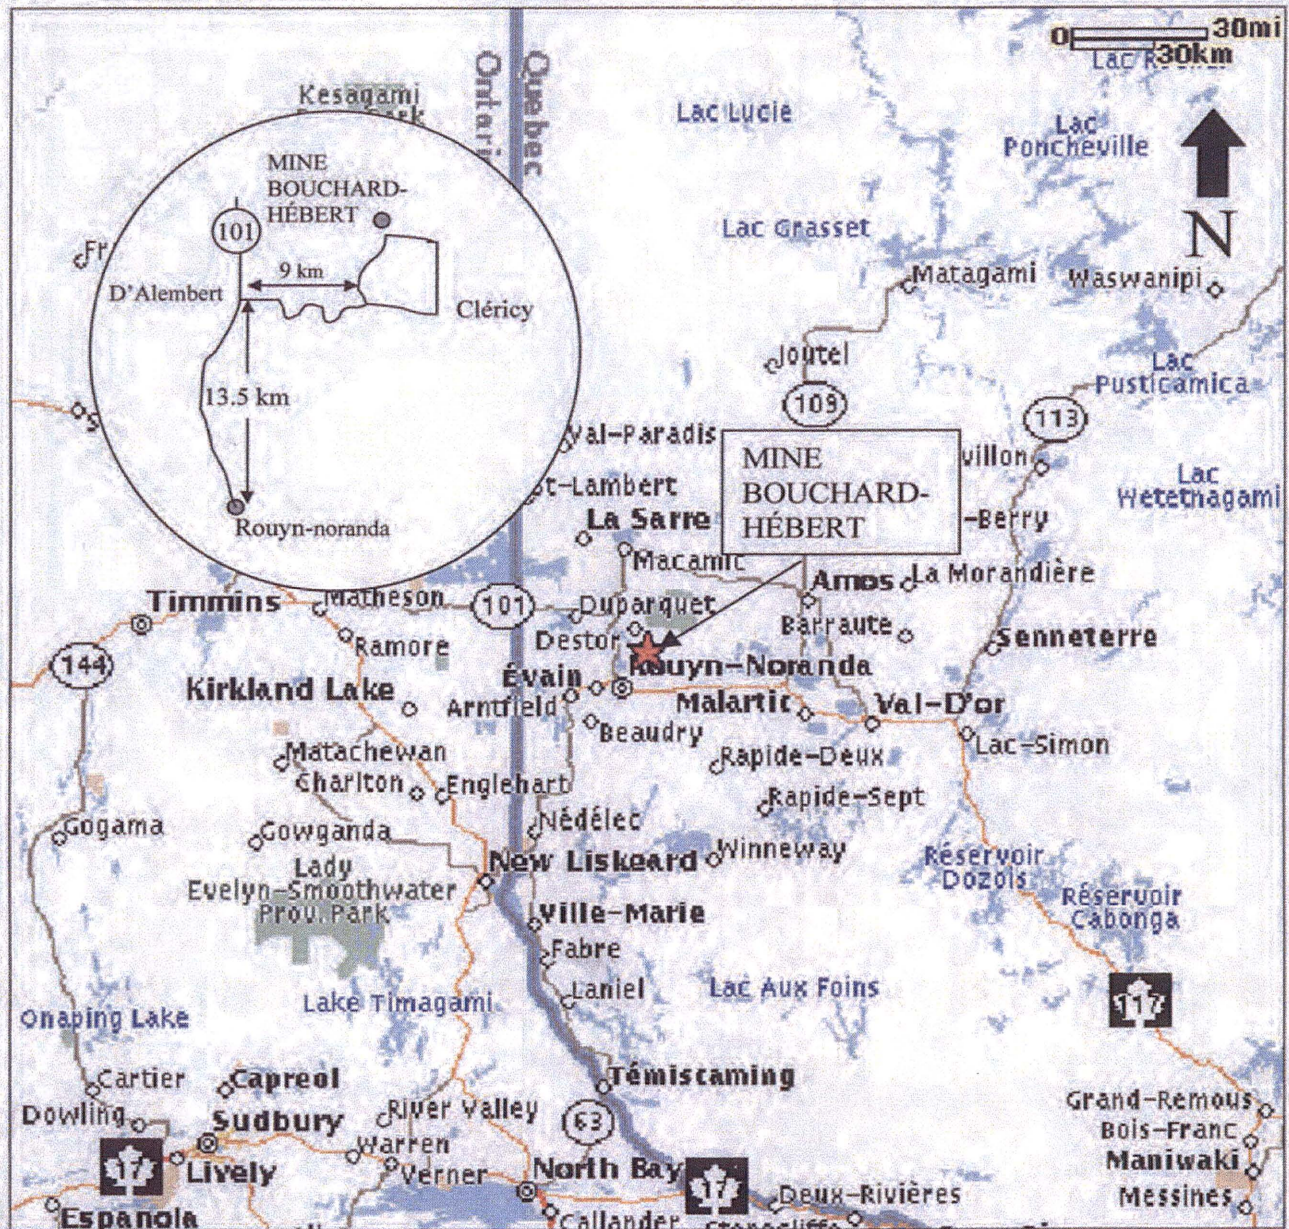 0 30mi
30km
Quebec
Kesagami
Lac Lucie
Lac
Poncheville
MINE
BOUCHARD-
HÉBERT
N
Lac Grasset
101
9 km
Matagami
Waswanipi
D'Alembert
Cléricy
Joutel
Lac
Pusticamica
13.5 km
109
113
Val-Paradis
MINE
BOUCHARD-
HÉBERT
villon
Lac
Wetetnagami
t-Lambert
La Sarre
-Berry
Rouyn-noranda
Macamic
Amos
La Morandière
Timmins
Matheson
101
Duparquet
Ramore
Destor
Barraute
Senneterre
144
Rouyn-Noranda
Évain
Kirkland Lake
Arntfield
Malartic
Val-D'or
Beaudry
Lac-Simon
Matachewan
Rapide-Deux
Charlton
Englehart
Rapide-Sept
Gogama
Gowganda
Nédélec
New Liskeard
Winneway
Réservoir
Dozois
Lady
Evelyn-Smoothwater
Prov. Park
Réservoir
Cabonga
Ville-Marie
Fabre
Laniel
Lac Aux Foins
Lake Timagami
117
Onaping Lake
Cartier
Capreol
Témiscaming
Dowling
Sudbury
River Valley
63
Grand-Remous
Bois-Franc
Warren
17
Lively
Verner
North Bay
17
Maniwaki
Deux-Rivières
Messines
Espanola
Callander